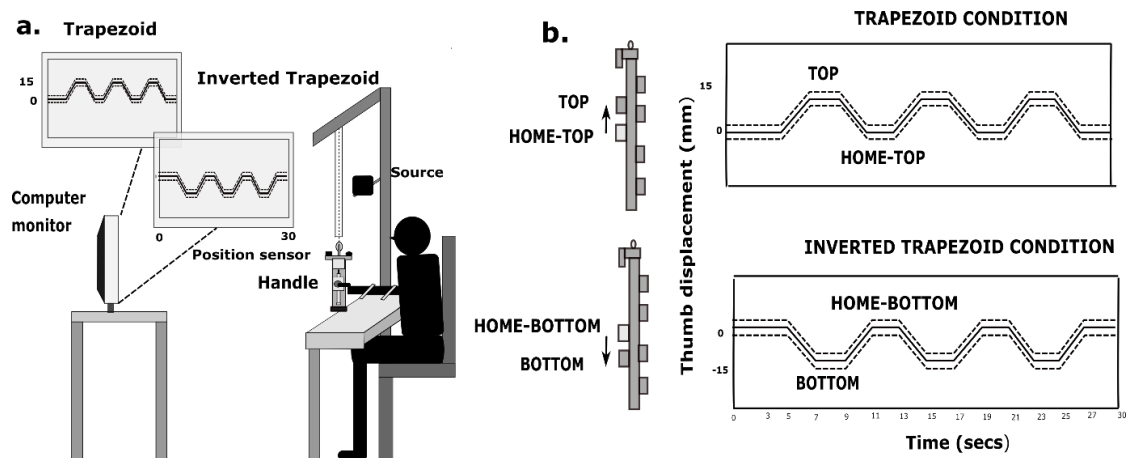 a.
Trapezoid
15
0
Inverted Trapezoid
0
30
Computer
monitor
Source
Position sensor
Handle
b.
TOP
HOME-TOP
HOME-BOTTOM
BOTTOM
TRAPEZOID CONDITION
Thumb displacement (mm)
15
0
TOP
HOME-TOP
INVERTED TRAPEZOID CONDITION
0
-15
HOME-BOTTOM
BOTTOM
0 3 5 7 9 11 13 15 17 19 21 23 25 27 30
Time (secs)